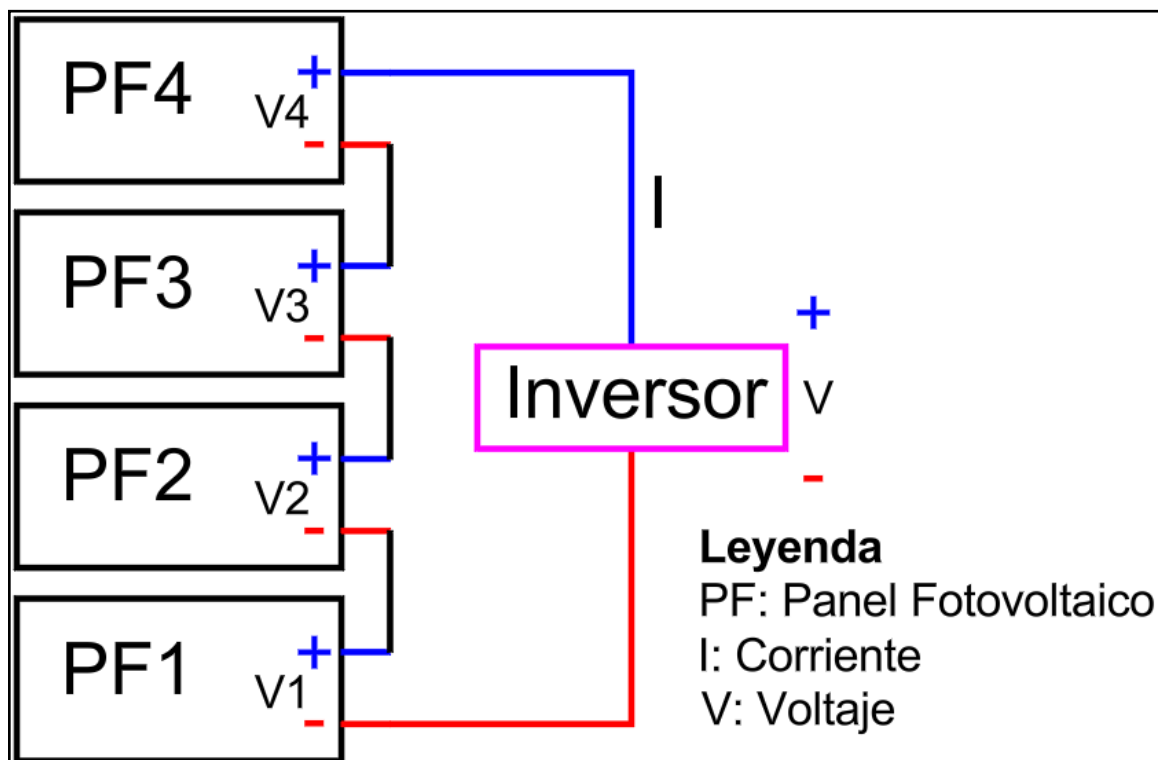 PF4
+
V4
-
PF3
+
V3
-
PF2
+
V2
-
PF1
+
V1
-
I
Inversor
+
V
-
Leyenda
PF: Panel Fotovoltaico
I: Corriente
V: Voltaje